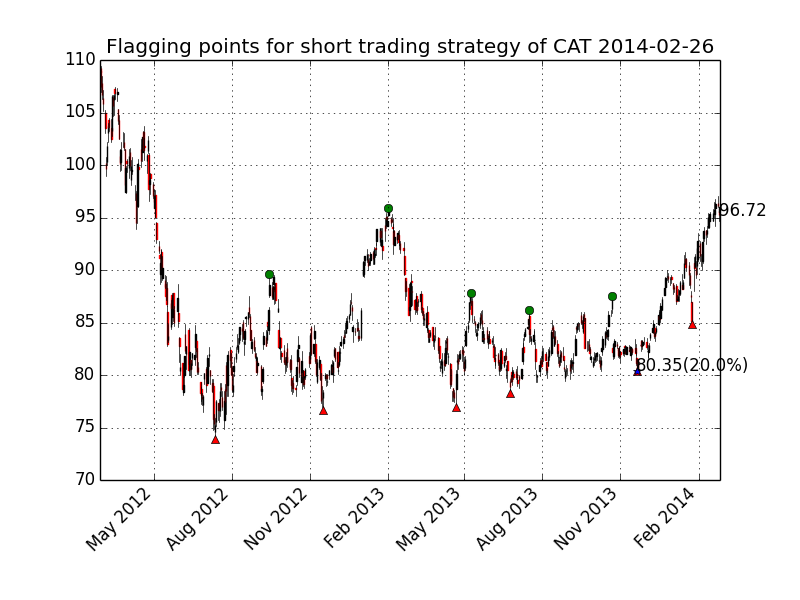 Flagging points for short trading strategy of CAT 2014-02-26
110
105
100
95
90
85
80
75
70
96.72
80.35(20.0%)
May 2012
Aug 2012
Nov 2012
Feb 2013
May 2013
Aug 2013
Nov 2013
Feb 2014